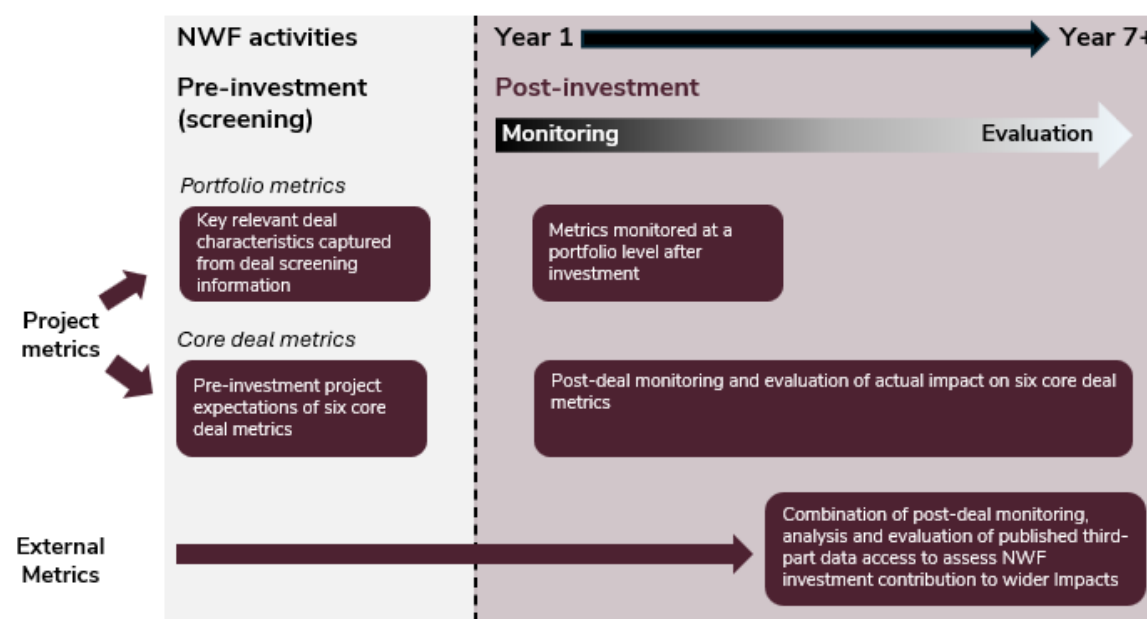 NWF activities
Year 1
Year 7+
Pre-investment
(screening)
Post-investment
Monitoring
Evaluation
Portfolio metrics
Key relevant deal
characteristics captured
from deal screening
information
Metrics monitored at a
portfolio level after
investment
Project
metrics
Core deal metrics
Pre-investment project
expectations of six core
deal metrics
Post-deal monitoring and evaluation of actual impact on six core deal
metrics
External
Metrics
Combination of post-deal monitoring,
analysis and evaluation of published third-
part data access to assess NWF
investment contribution to wider Impacts